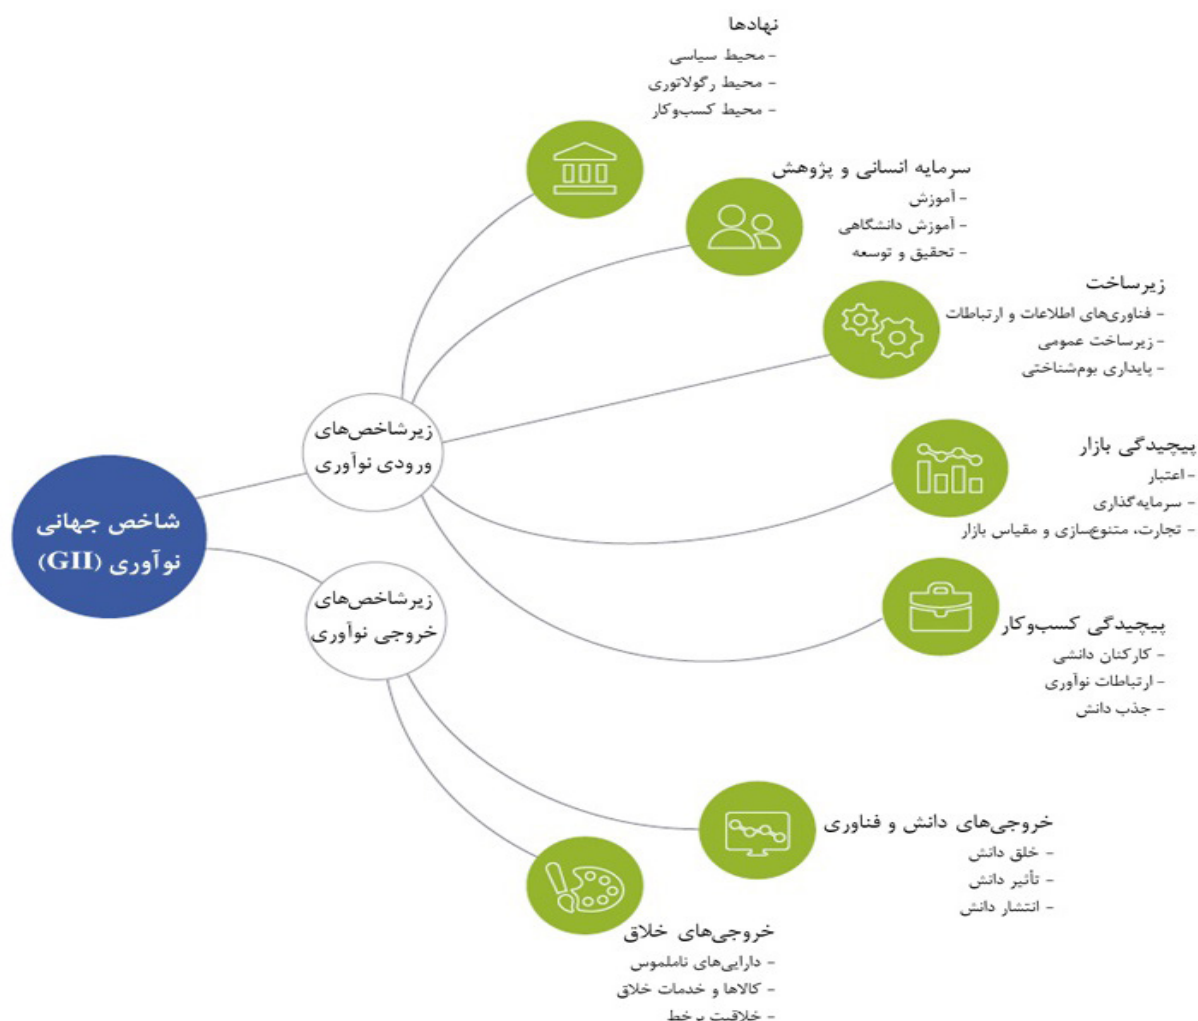 نهادها
- محیط سیاسی
- محیط رگولاتوری
- محیط کسب‌وکار
سرمایه انسانی و پژوهش
- آموزش
- آموزش دانشگاهی
- تحقیق و توسعه
زیرساخت
- فناوری‌های اطلاعات و ارتباطات
- زیرساخت عمومی
- پایداری بوم‌شناختی
زیرشاخص‌های
ورودی نوآوری
پیچیدگی بازار
- اعتبار
- سرمایه‌گذاری
- تجارت، متنوع‌سازی و مقیاس بازار
شاخص جهانی
نوآوری (GII)
زیرشاخص‌های
خروجی نوآوری
پیچیدگی کسب‌وکار
- کارکنان دانشی
- ارتباطات نوآوری
- جذب دانش
خروجی‌های دانش و فناوری
- خلق دانش
- تأثیر دانش
- انتشار دانش
خروجی‌های خلاق
- دارایی‌های ناملموس
- کالاها و خدمات خلاق
- خلاقیت برخط